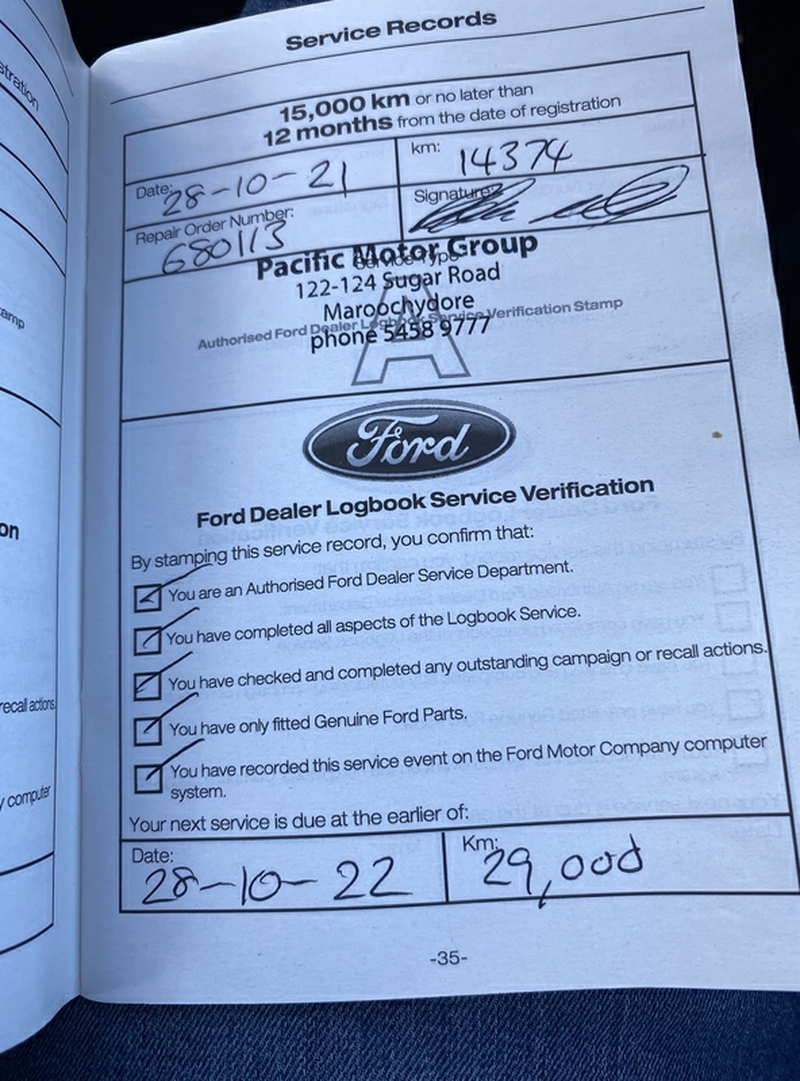 Service Records
15,000 km or no later than
12 months from the date of registration
Date: 28-10-21
km: 14374
Repair Order Number: 680113
Signature:
Service Type
Pacific Motor Group
122-124 Sugar Road
Maroochydore
Authorised Ford Dealer Logbook Service Verification Stamp
phone 5458 9777
A
Ford
Ford Dealer Logbook Service Verification
By stamping this service record, you confirm that:
You are an Authorised Ford Dealer Service Department.
You have completed all aspects of the Logbook Service.
You have checked and completed any outstanding campaign or recall actions.
You have only fitted Genuine Ford Parts.
You have recorded this service event on the Ford Motor Company computer
system.
Your next service is due at the earlier of:
Date: 28-10-22
Km: 29,000
-35-
on
recall actions
computer